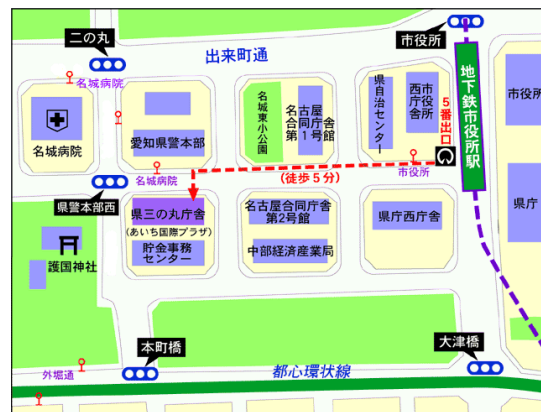 二の丸
出来町通
市役所
名城病院
名城病院
愛知県警本部
名城東小公園
名古屋
合同庁舎
第1号館
県自治センター
西市
庁役
舎所
5番出口
地下鉄市役所駅
市役所
県警本部西
名城病院
(徒歩5分)
市役所
県三の丸庁舎
(あいち国際プラザ)
貯金事務
センター
名古屋合同庁舎
第2号館
中部経済産業局
県庁西庁舎
県庁
護国神社
本町橋
大津橋
外堀通
都心環状線